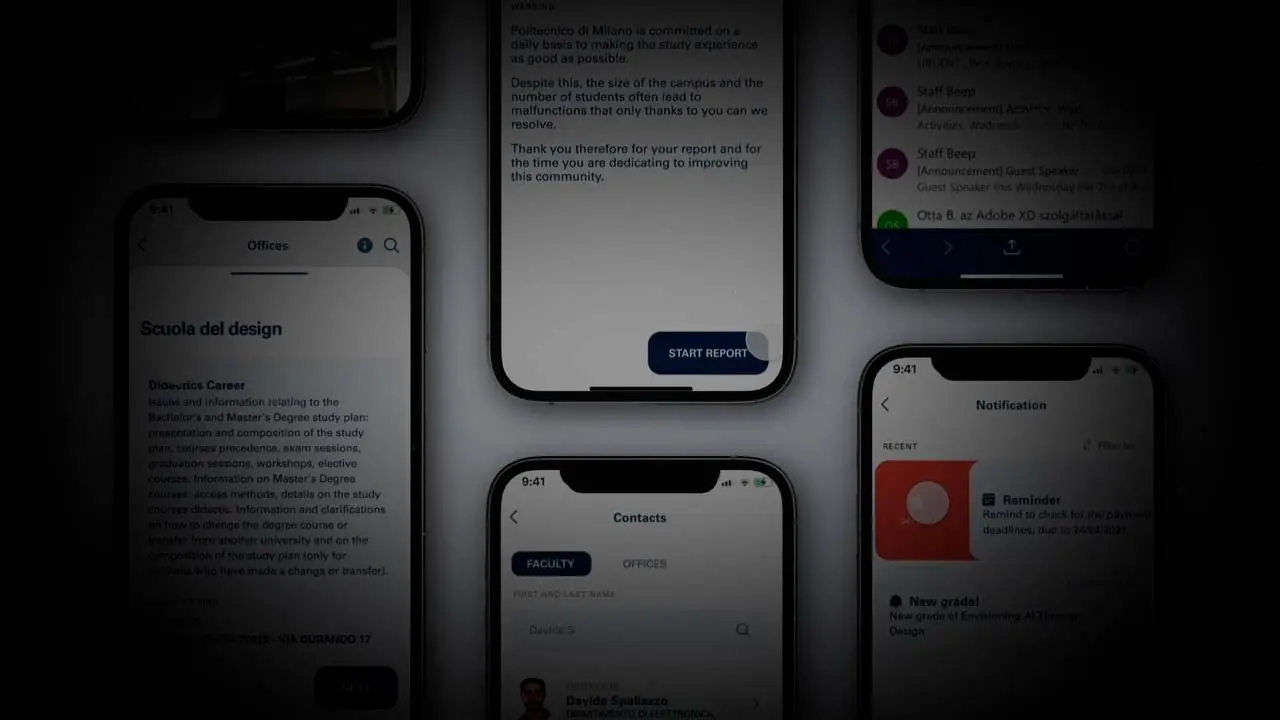 WARNING
Politecnico di Milano is committed on a
daily basis to making the study experience
as good as possible.
Despite this, the size of the campus and the
number of students often lead to
malfunctions that only thanks to you can we
resolve.
Thank you therefore for your report and for
the time you are dedicating to improving
this community.
START REPORT
Staff Beep
[Announcement]
URGENT:
SB
Staff Beep
[Announcement]
Activities, Wednesd
SB
Staff Beep
[Announcement] Guest Speaker
Guest Speaker this Wednesday the
OS
Otta B. az Adobe XD szolgáltatással
9:41
Offices
Scuola del design
Didactics Career
Issues and information relating to the
Bachelor's and Master's Degree study plan:
presentation and composition of the study
plan, courses precedence, exam sessions,
graduation sessions, workshops, elective
courses. Information on Master's Degree
courses: access methods, details on the study
courses didactic. Information and clarifications
on how to change the degree course or
transfer from another university and on the
composition of the study plan (only for
students who have made a change or transfer).
- VIA DURANDO 17
NEXT
9:41
Contacts
FACULTY
OFFICES
FIRST AND LAST NAME
Davide S
PROFESSOR
Davide Spallazzo
DIPARTIMENTO DI ELETTRONICA,
9:41
Notification
RECENT
Filter by
Reminder
Remind to check for the payment
deadlines, due to 24/04/2021
New grade!
New grade of Envisioning AI Through
Design